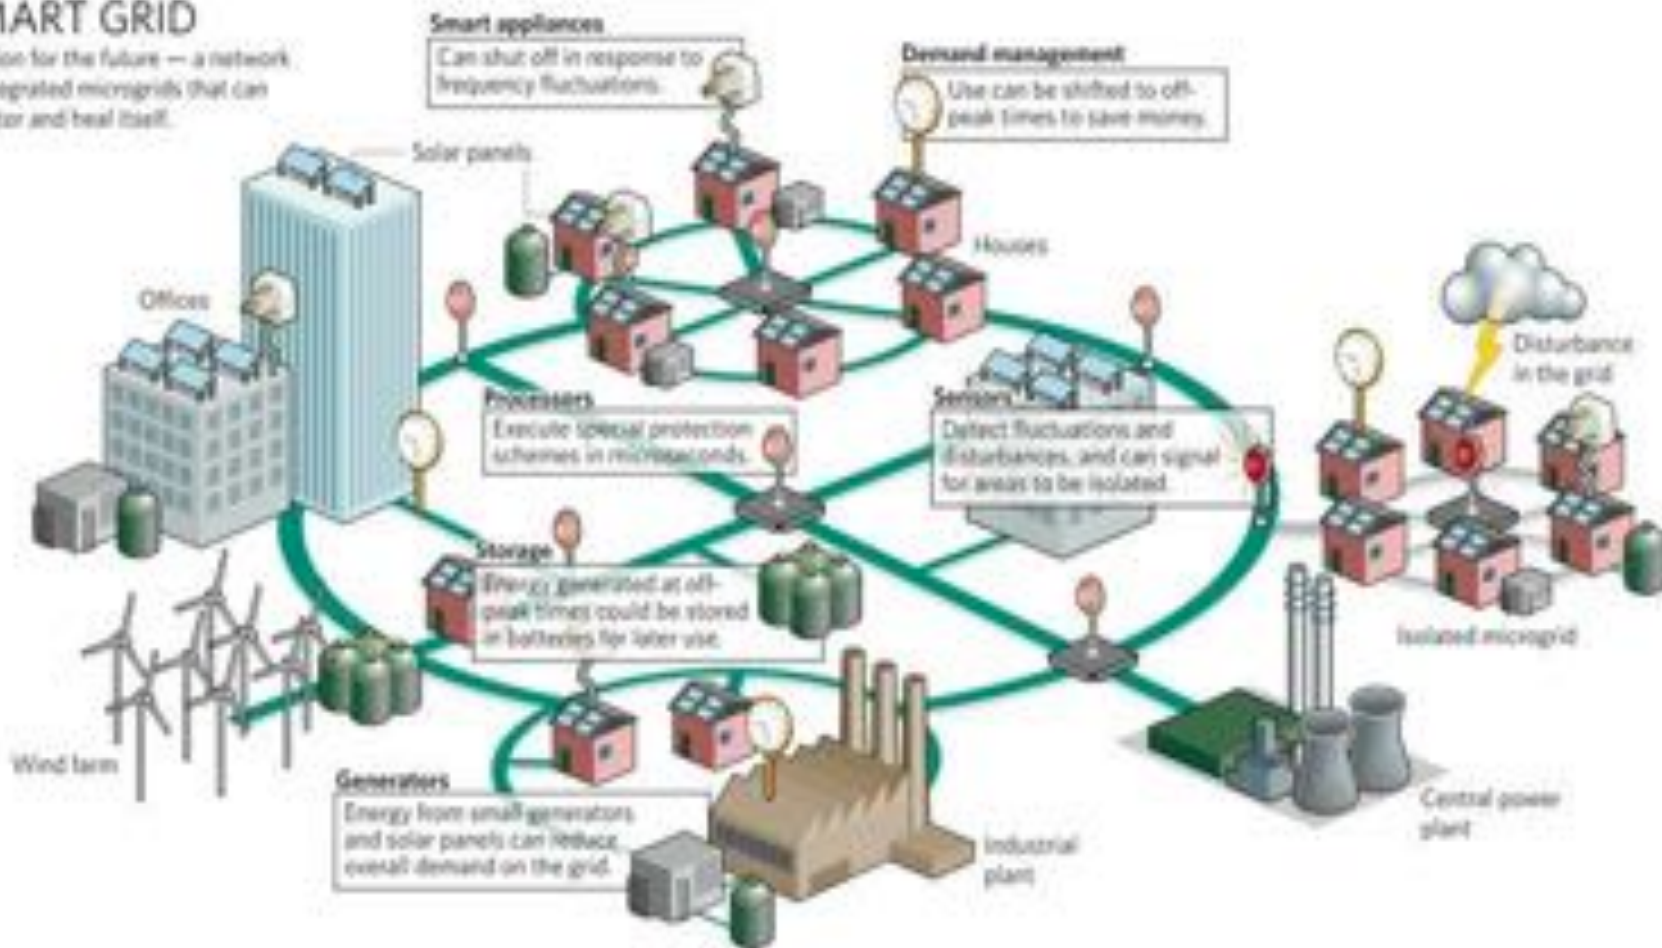 MART GRID
on for the future — a network
egrated microgrids that can
tor and heal itself.
Smart appliances
Can shut off in response to
frequency fluctuations.
Demand management
Use can be shifted to off-
peak times to save money.
Solar panels
Houses
Offices
Disturbance
in the grid
Processors
Execute special protection
schemes in microseconds.
Sensors
Detect fluctuations and
disturbances, and can signal
for areas to be isolated.
Storage
Energy generated at off-
peak times could be stored
in batteries for later use.
Isolated microgrid
Wind farm
Generators
Energy from small generators
and solar panels can reduce
overall demand on the grid.
Central power
plant
Industrial
plant